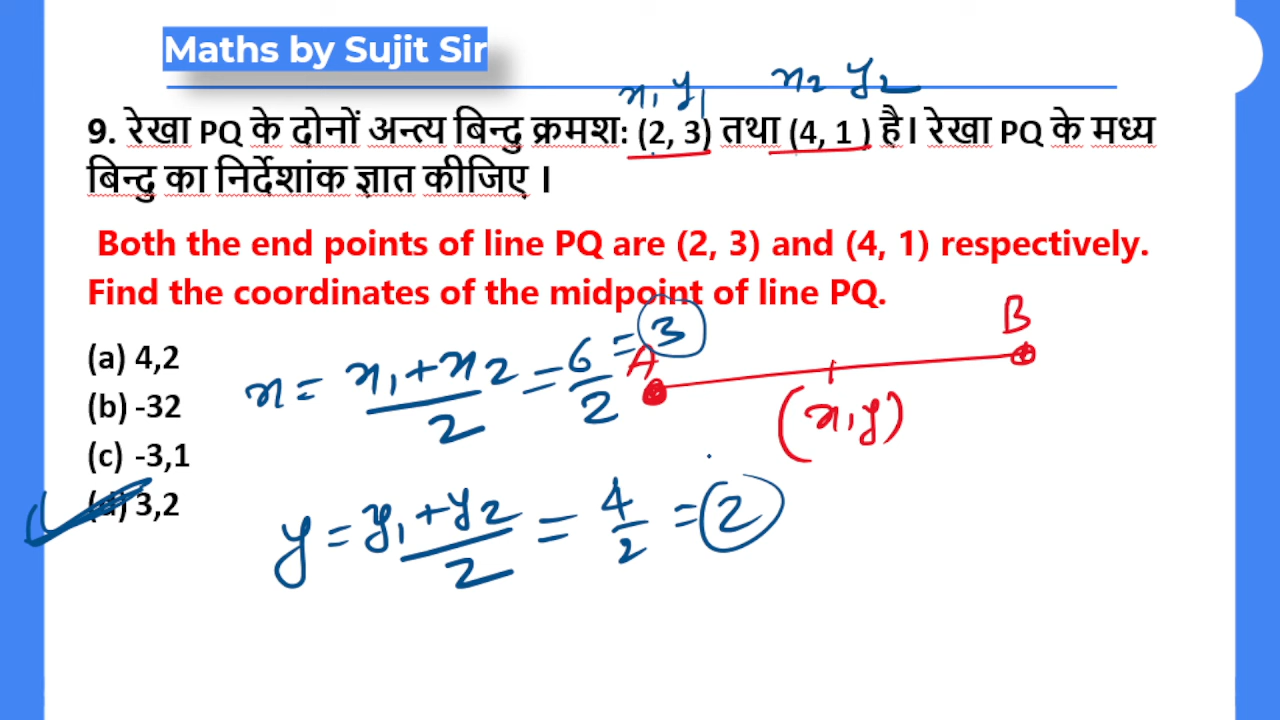 Maths by Sujit Sir
x₁ y₁ x₂ y₂
9. रेखा PQ के दोनों अन्त्य बिन्दु क्रमश: (2, 3) तथा (4, 1 ) है। रेखा PQ के मध्य
बिन्दु का निर्देशांक ज्ञात कीजिए ।
Both the end points of line PQ are (2, 3) and (4, 1) respectively.
Find the coordinates of the midpoint of line PQ.
(a) 4,2
(b) -32
(c) -3,1
(d) 3,2
x = x₁+x₂/2 = 6/2 = 3
A
B
(x,y)
y = y₁+y₂/2 = 4/2 = 2